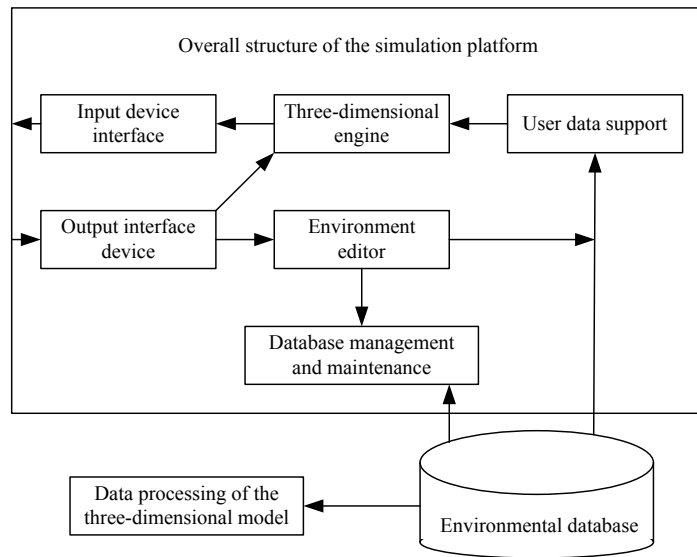 Overall structure of the simulation platform
Input device
interface
Three-dimensional
engine
User data support
Output interface
device
Environment
editor
Database management
and maintenance
Data processing of the
three-dimensional model
Environmental database